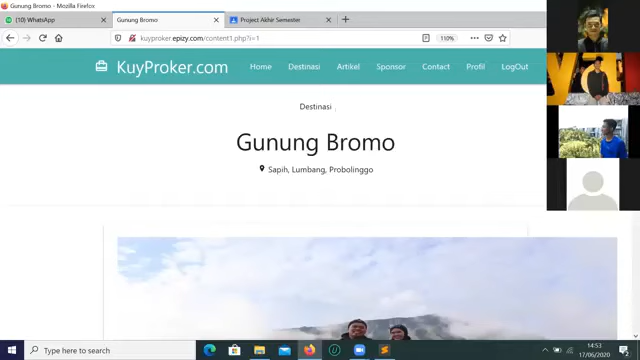 Gunung Bromo - Mozilla Firefox
(10) WhatsApp
Gunung Bromo
Project Akhir Semester
kuyproker.epizy.com/content1.php?i=1
110%
KuyProker.com
Home
Destinasi
Artikel
Sponsor
Contact
Profil
LogOut
Destinasi
Gunung Bromo
Sapih, Lumbang, Probolinggo
Type here to search
14:53
17/06/2020